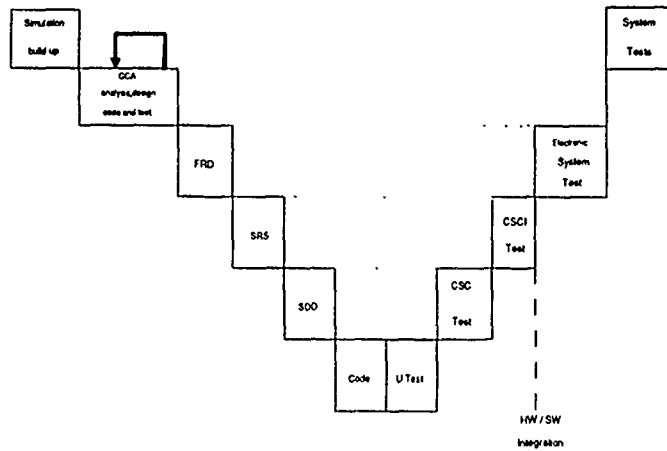 Simulation
build up
System
Tests
analysis,design
code and test
Electronic
System
Test
FRD
CSCI
Test
SRS
SDD
CSC
Test
Code
U Test
HW / SW
Integration